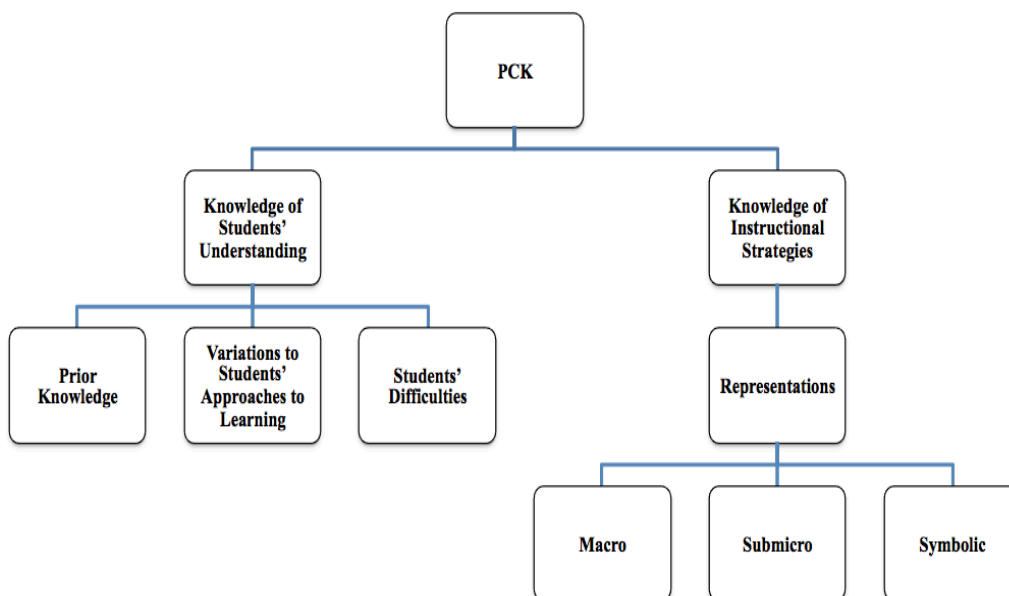 PCK
Knowledge of
Students’
Understanding
Knowledge of
Instructional
Strategies
Prior
Knowledge
Variations to
Students’
Approaches to
Learning
Students’
Difficulties
Representations
Macro
Submicro
Symbolic